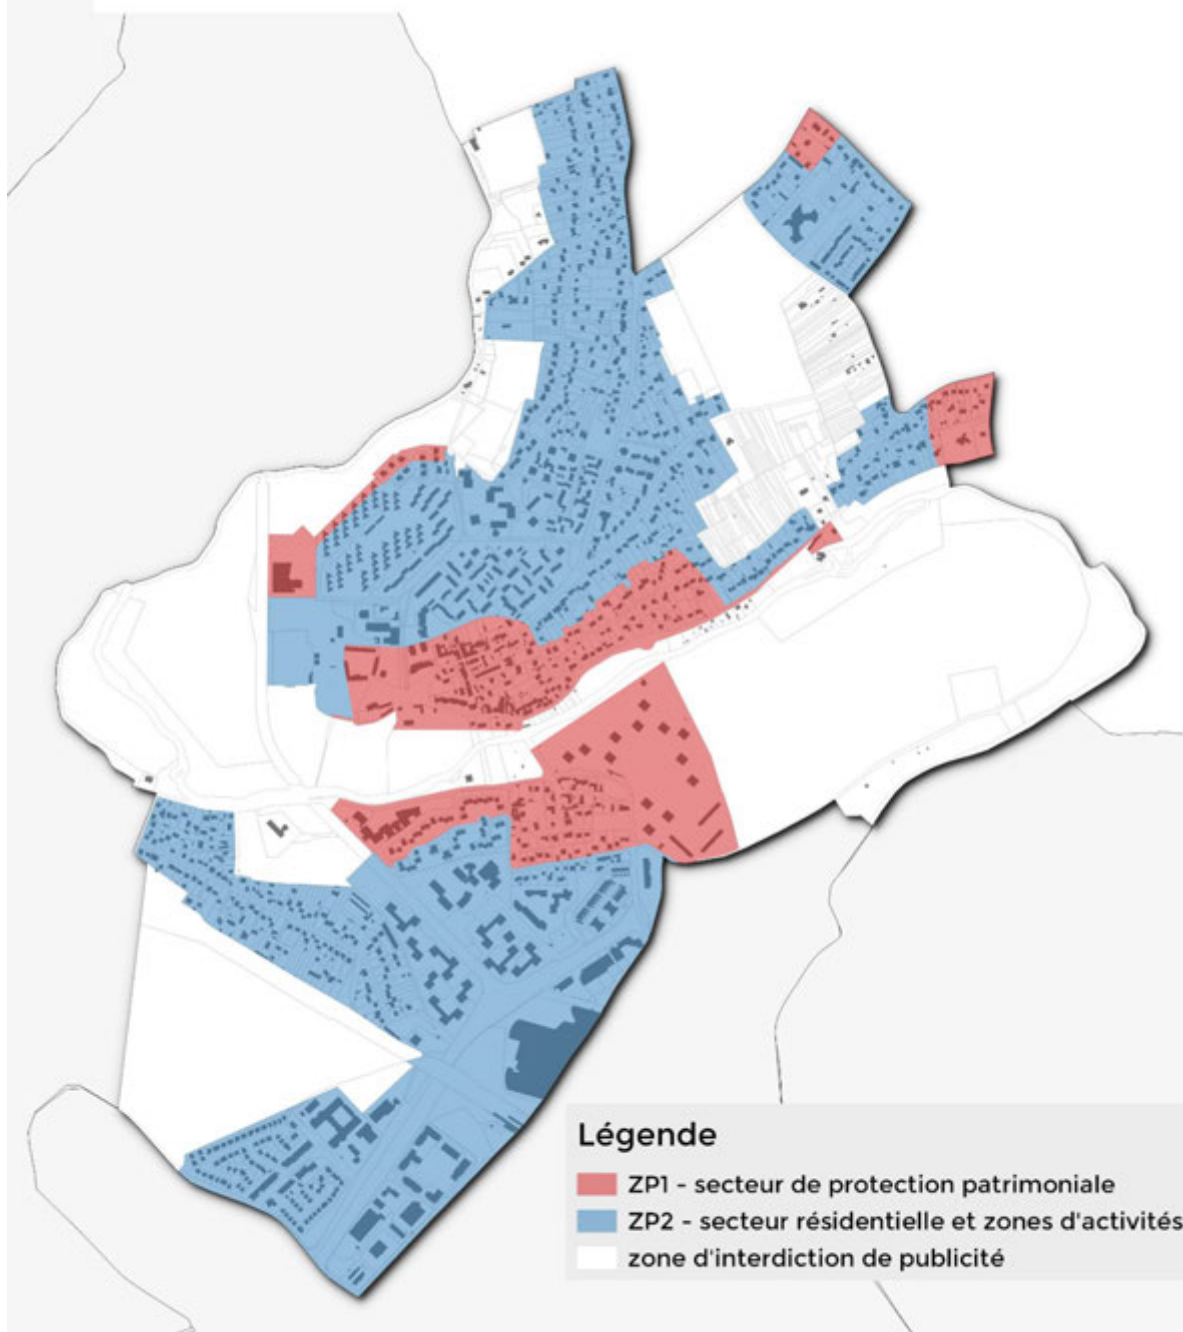 Légende
ZP1 - secteur de protection patrimoniale
ZP2 - secteur résidentielle et zones d'activités
zone d'interdiction de publicité